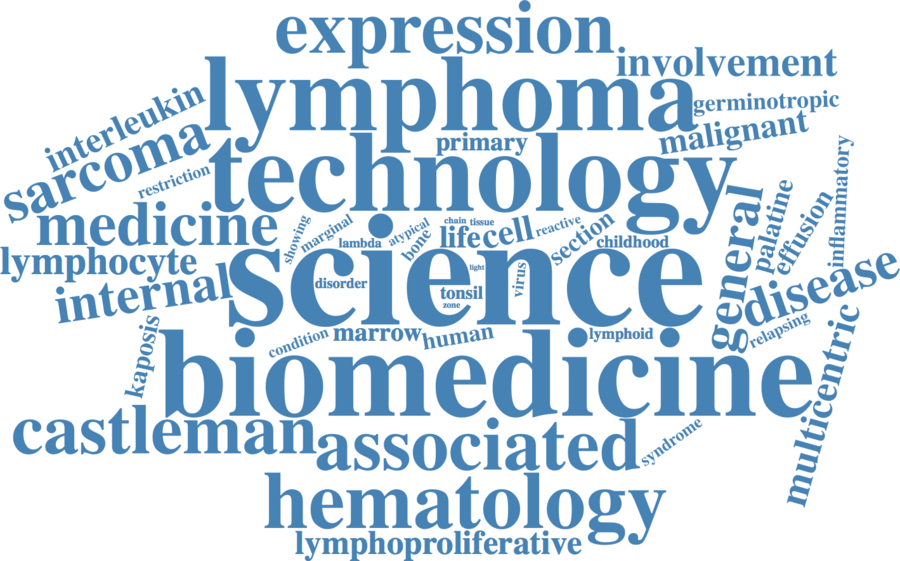 expression
lymphoma
involvement
interleukin
germinotropic
malignant
sarcoma
primary
restriction
technology
inflammatory
medicine
showing
marginal
lambda
atypical
bone
chain
tissue
life
cell
reactive
section
childhood
general
palatine
effusion
lymphocyte
internal
science
disorder
light
tonsil
zone
virus
disease
relapsing
kaposis
condition
marrow
human
lymphoid
multicentric
biomedicine
castleman
associated
syndrome
hematology
lymphoproliferative